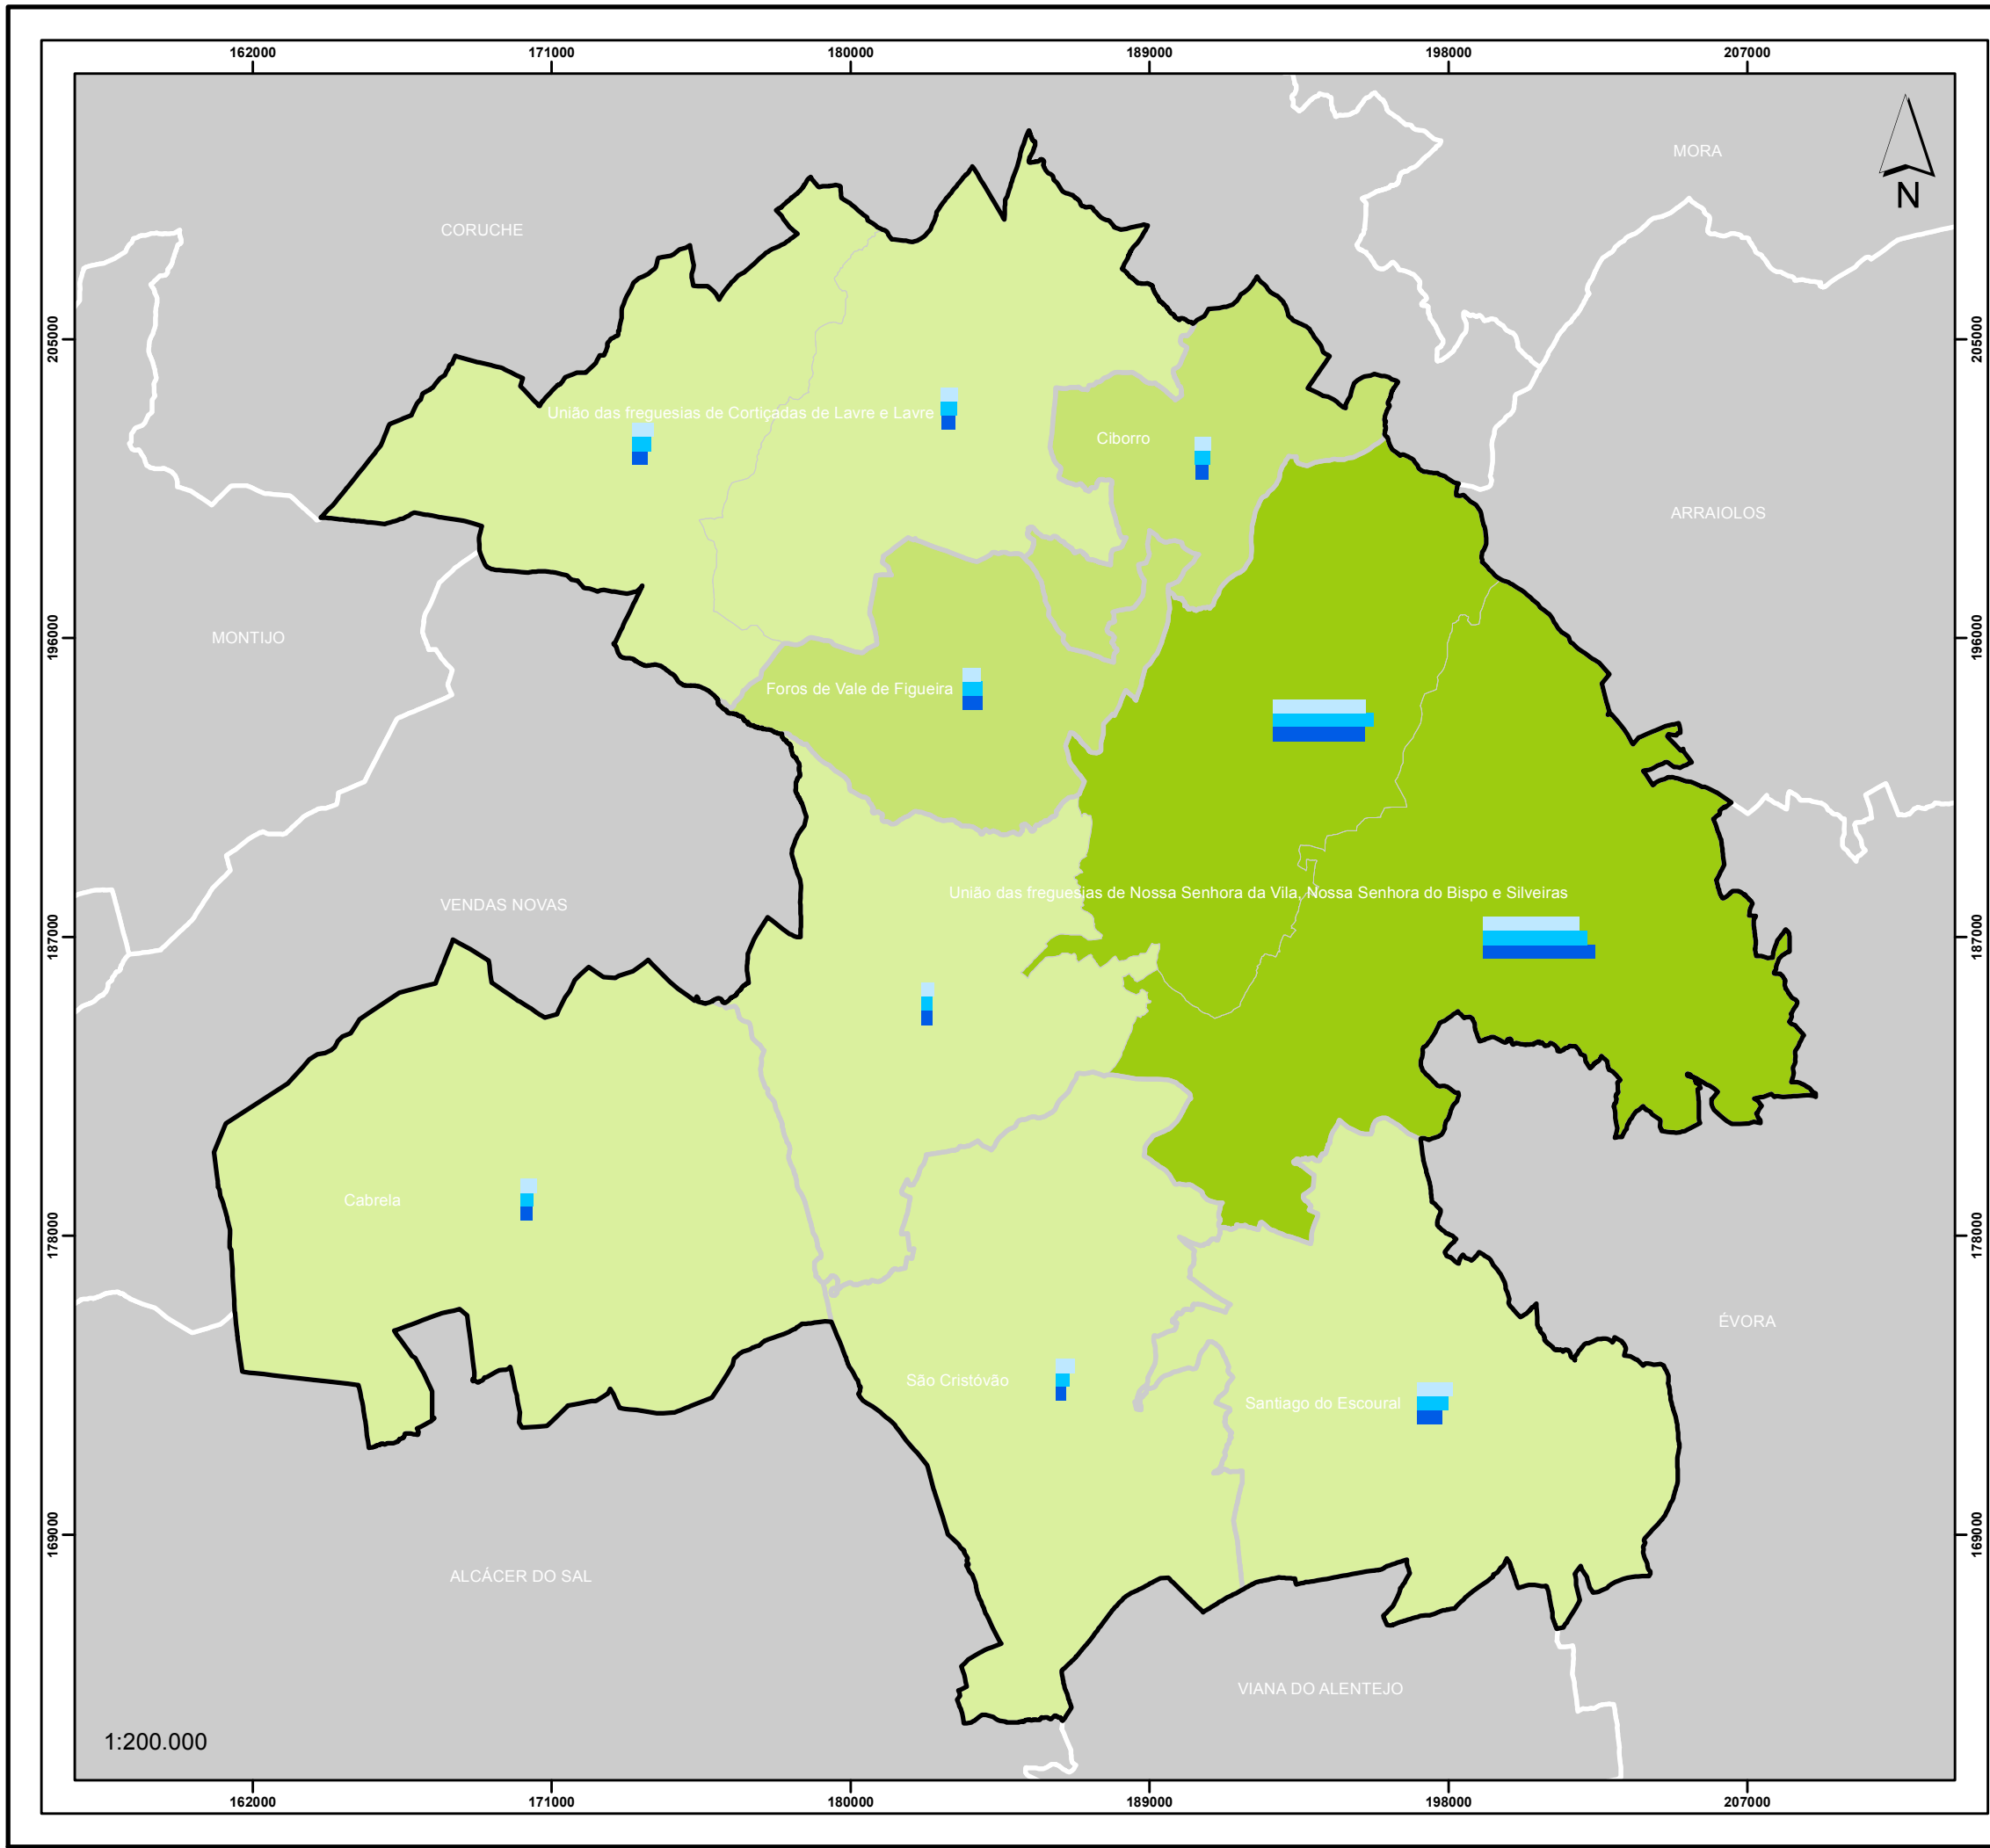 162000 171000 180000 189000 198000 207000
MORA
N
CORUCHE
205000 205000
União das freguesias de Cortiçadas de Lavre e Lavre
Ciborro
ARRAIOLOS
MONTIJO
196000 196000
Foros de Vale de Figueira
União das freguesias de Nossa Senhora da Vila, Nossa Senhora do Bispo e Silveiras
VENDAS NOVAS
187000 187000
Cabrela
178000 178000
ÉVORA
São Cristóvão
Santiago do Escoural
169000 169000
ALCÁCER DO SAL
VIANA DO ALENTEJO
1:200.000
162000 171000 180000 189000 198000 207000